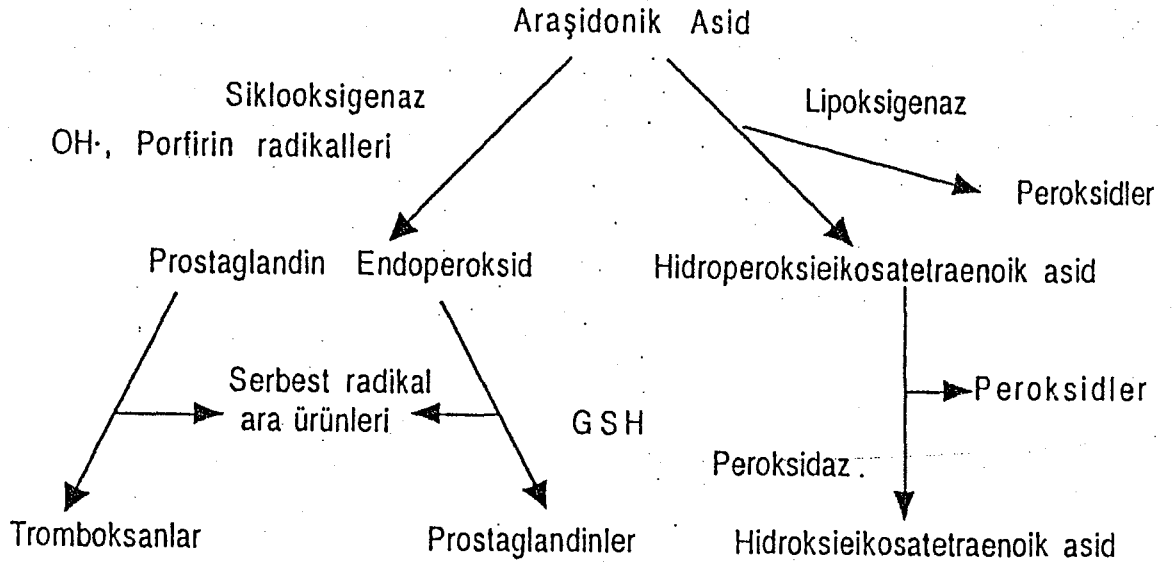 Araşidonik Asid
Siklooksigenaz
Lipoksigenaz
OH·, Porfirin radikalleri
Peroksidler
Prostaglandin Endoperoksid
Hidroperoksieikosatetraenoik asid
Serbest radikal
ara ürünleri
GSH
Peroksidler
Peroksidaz .
Tromboksanlar
Prostaglandinler
Hidroksieikosatetraenoik asid